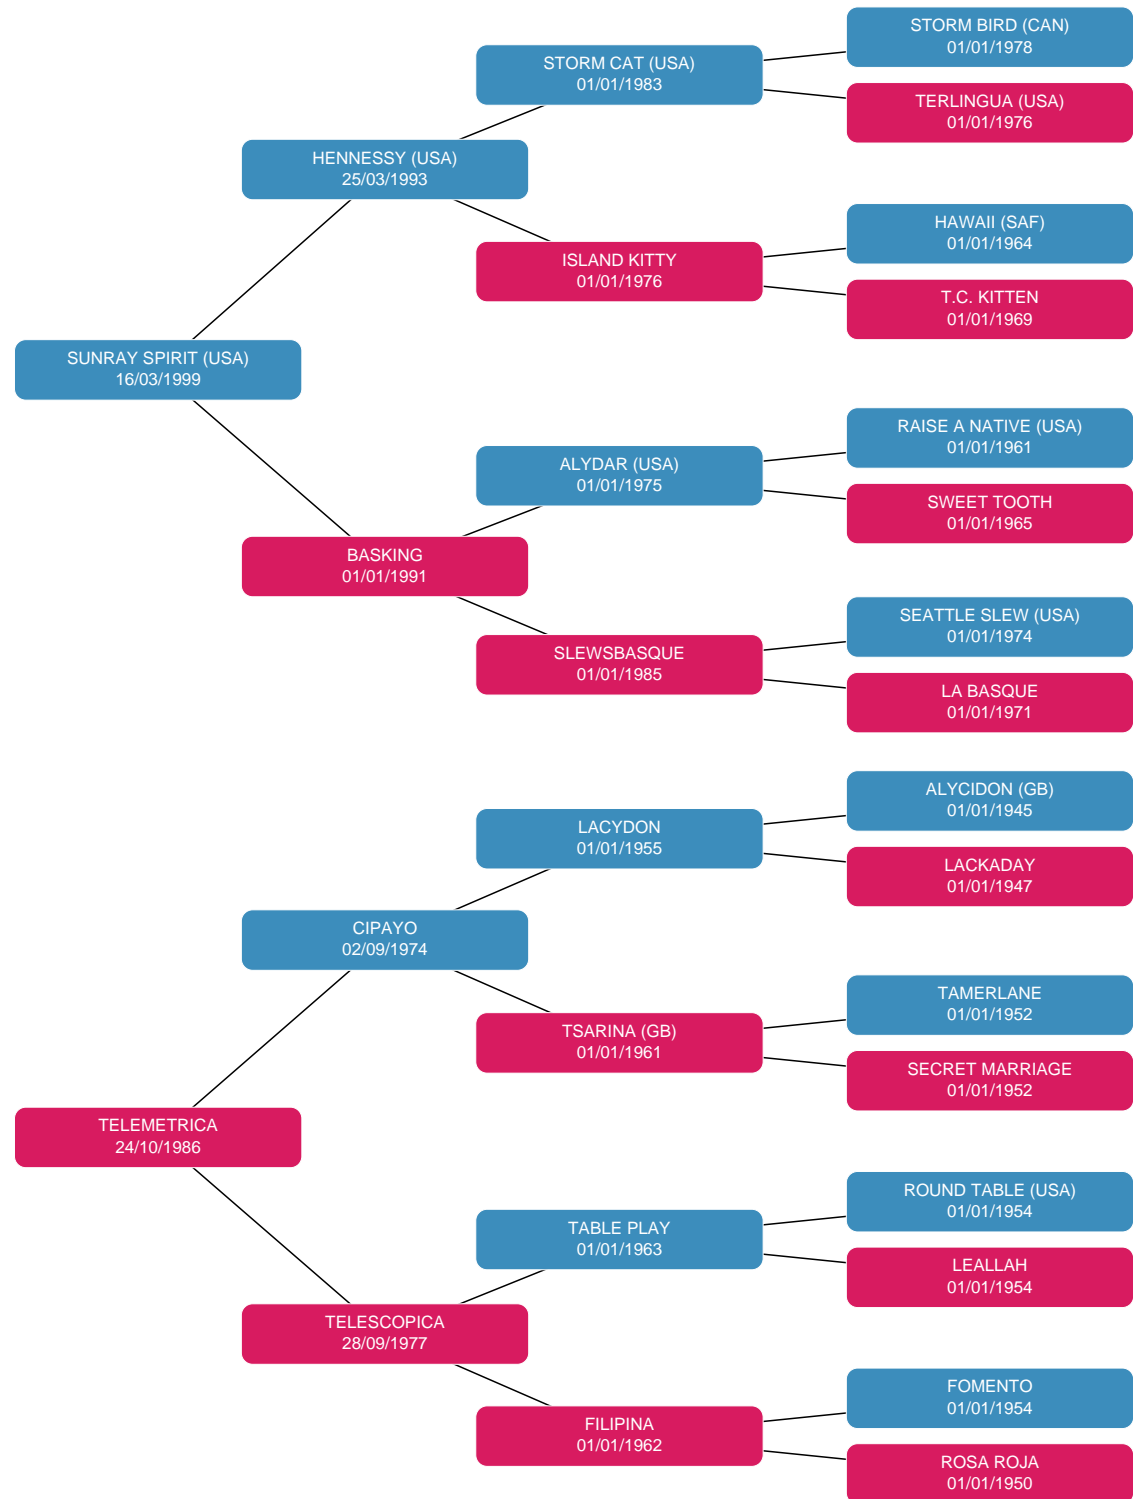 STORM BIRD (CAN)
01/01/1978
STORM CAT (USA)
01/01/1983
TERLINGUA (USA)
01/01/1976
HENNESSY (USA)
25/03/1993
HAWAII (SAF)
01/01/1964
ISLAND KITTY
01/01/1976
T.C. KITTEN
01/01/1969
SUNRAY SPIRIT (USA)
16/03/1999
RAISE A NATIVE (USA)
01/01/1961
ALYDAR (USA)
01/01/1975
SWEET TOOTH
01/01/1965
BASKING
01/01/1991
SEATTLE SLEW (USA)
01/01/1974
SLEWSBASQUE
01/01/1985
LA BASQUE
01/01/1971
ALYCIDON (GB)
01/01/1945
LACYDON
01/01/1955
LACKADAY
01/01/1947
CIPAYO
02/09/1974
TAMERLANE
01/01/1952
TSARINA (GB)
01/01/1961
SECRET MARRIAGE
01/01/1952
TELEMETRICA
24/10/1986
ROUND TABLE (USA)
01/01/1954
TABLE PLAY
01/01/1963
LEALLAH
01/01/1954
TELESCOPICA
28/09/1977
FOMENTO
01/01/1954
FILIPINA
01/01/1962
ROSA ROJA
01/01/1950